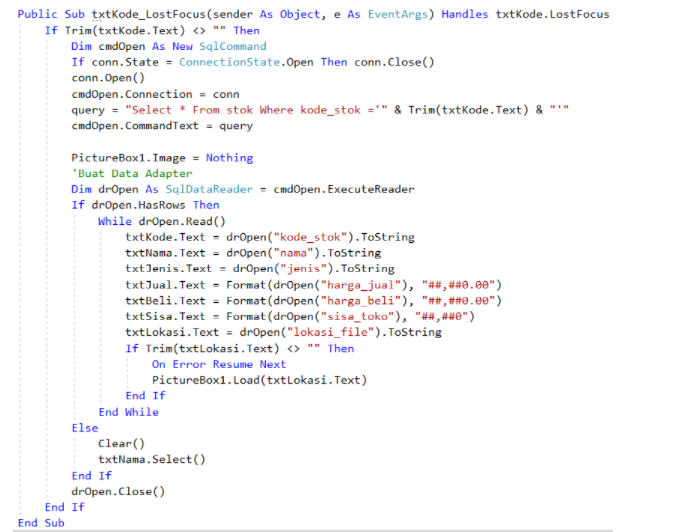 Public Sub txtKode_LostFocus(sender As Object, e As EventArgs) Handles txtKode.LostFocus
    If Trim(txtKode.Text) <> "" Then
        Dim cmdOpen As New SqlCommand
        If conn.State = ConnectionState.Open Then conn.Close()
        conn.Open()
        cmdOpen.Connection = conn
        query = "Select * From stok Where kode_stok ='" & Trim(txtKode.Text) & "'"
        cmdOpen.CommandText = query

        PictureBox1.Image = Nothing
        'Buat Data Adapter
        Dim drOpen As SqlDataReader = cmdOpen.ExecuteReader
        If drOpen.HasRows Then
            While drOpen.Read()
                txtKode.Text = drOpen("kode_stok").ToString
                txtNama.Text = drOpen("nama").ToString
                txtJenis.Text = drOpen("jenis").ToString
                txtJual.Text = Format(drOpen("harga_jual"), "##,##0.00")
                txtBeli.Text = Format(drOpen("harga_beli"), "##,##0.00")
                txtSisa.Text = Format(drOpen("sisa_toko"), "##,##0")
                txtLokasi.Text = drOpen("lokasi_file").ToString
                If Trim(txtLokasi.Text) <> "" Then
                    On Error Resume Next
                    PictureBox1.Load(txtLokasi.Text)
                End If
            End While
        Else
            Clear()
            txtNama.Select()
        End If
        drOpen.Close()
    End If
End Sub